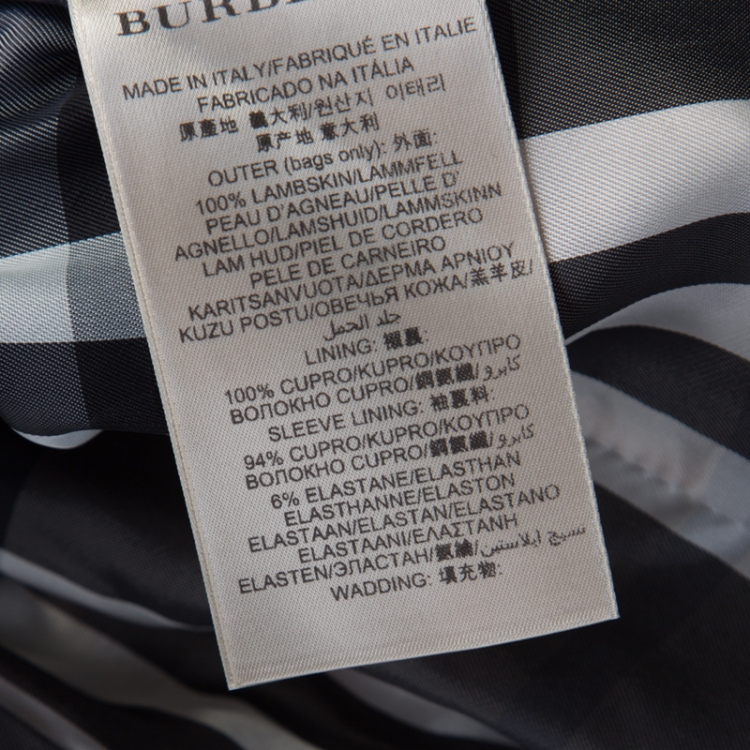 BURBE
MADE IN ITALY/FABRIQUÉ EN ITALIE
FABRICADO NA ITÁLIA
原產地 義大利/원산지 이태리
原产地 意大利
OUTER (bags only): 外面:
100% LAMBSKIN/LAMMFELL
PEAU D'AGNEAU/PELLE D'
AGNELLO/LAMSHUID/LAMMSKINN
LAM HUD/PIEL DE CORDERO
PELE DE CARNEIRO
KARITSANVUOTA/ΔΕΡΜΑ ΑΡΝΙΟΥ
KUZU POSTU/ОВЕЧЬЯ КОЖА/羔羊皮/
جلد الحمل
LINING: 裡裏:
100% CUPRO/KUPRO/ΚΟΥΠΡΟ
ВОЛОКНО CUPRO/銅氨纖/كابرو
SLEEVE LINING: 袖裏料:
94% CUPRO/KUPRO/ΚΟΥΠΡΟ
ВОЛОКНО CUPRO/銅氨纖/كابرو
6% ELASTANE/ELASTHAN
ELASTHANNE/ELASTON
ELASTAAN/ELASTAN/ELASTANO
ELASTAANI/ΕΛΑΣΤΑΝΗ
ELASTEN/ЭЛАСТАН/氨綸/نسيج ايلاستين
WADDING: 填充物: